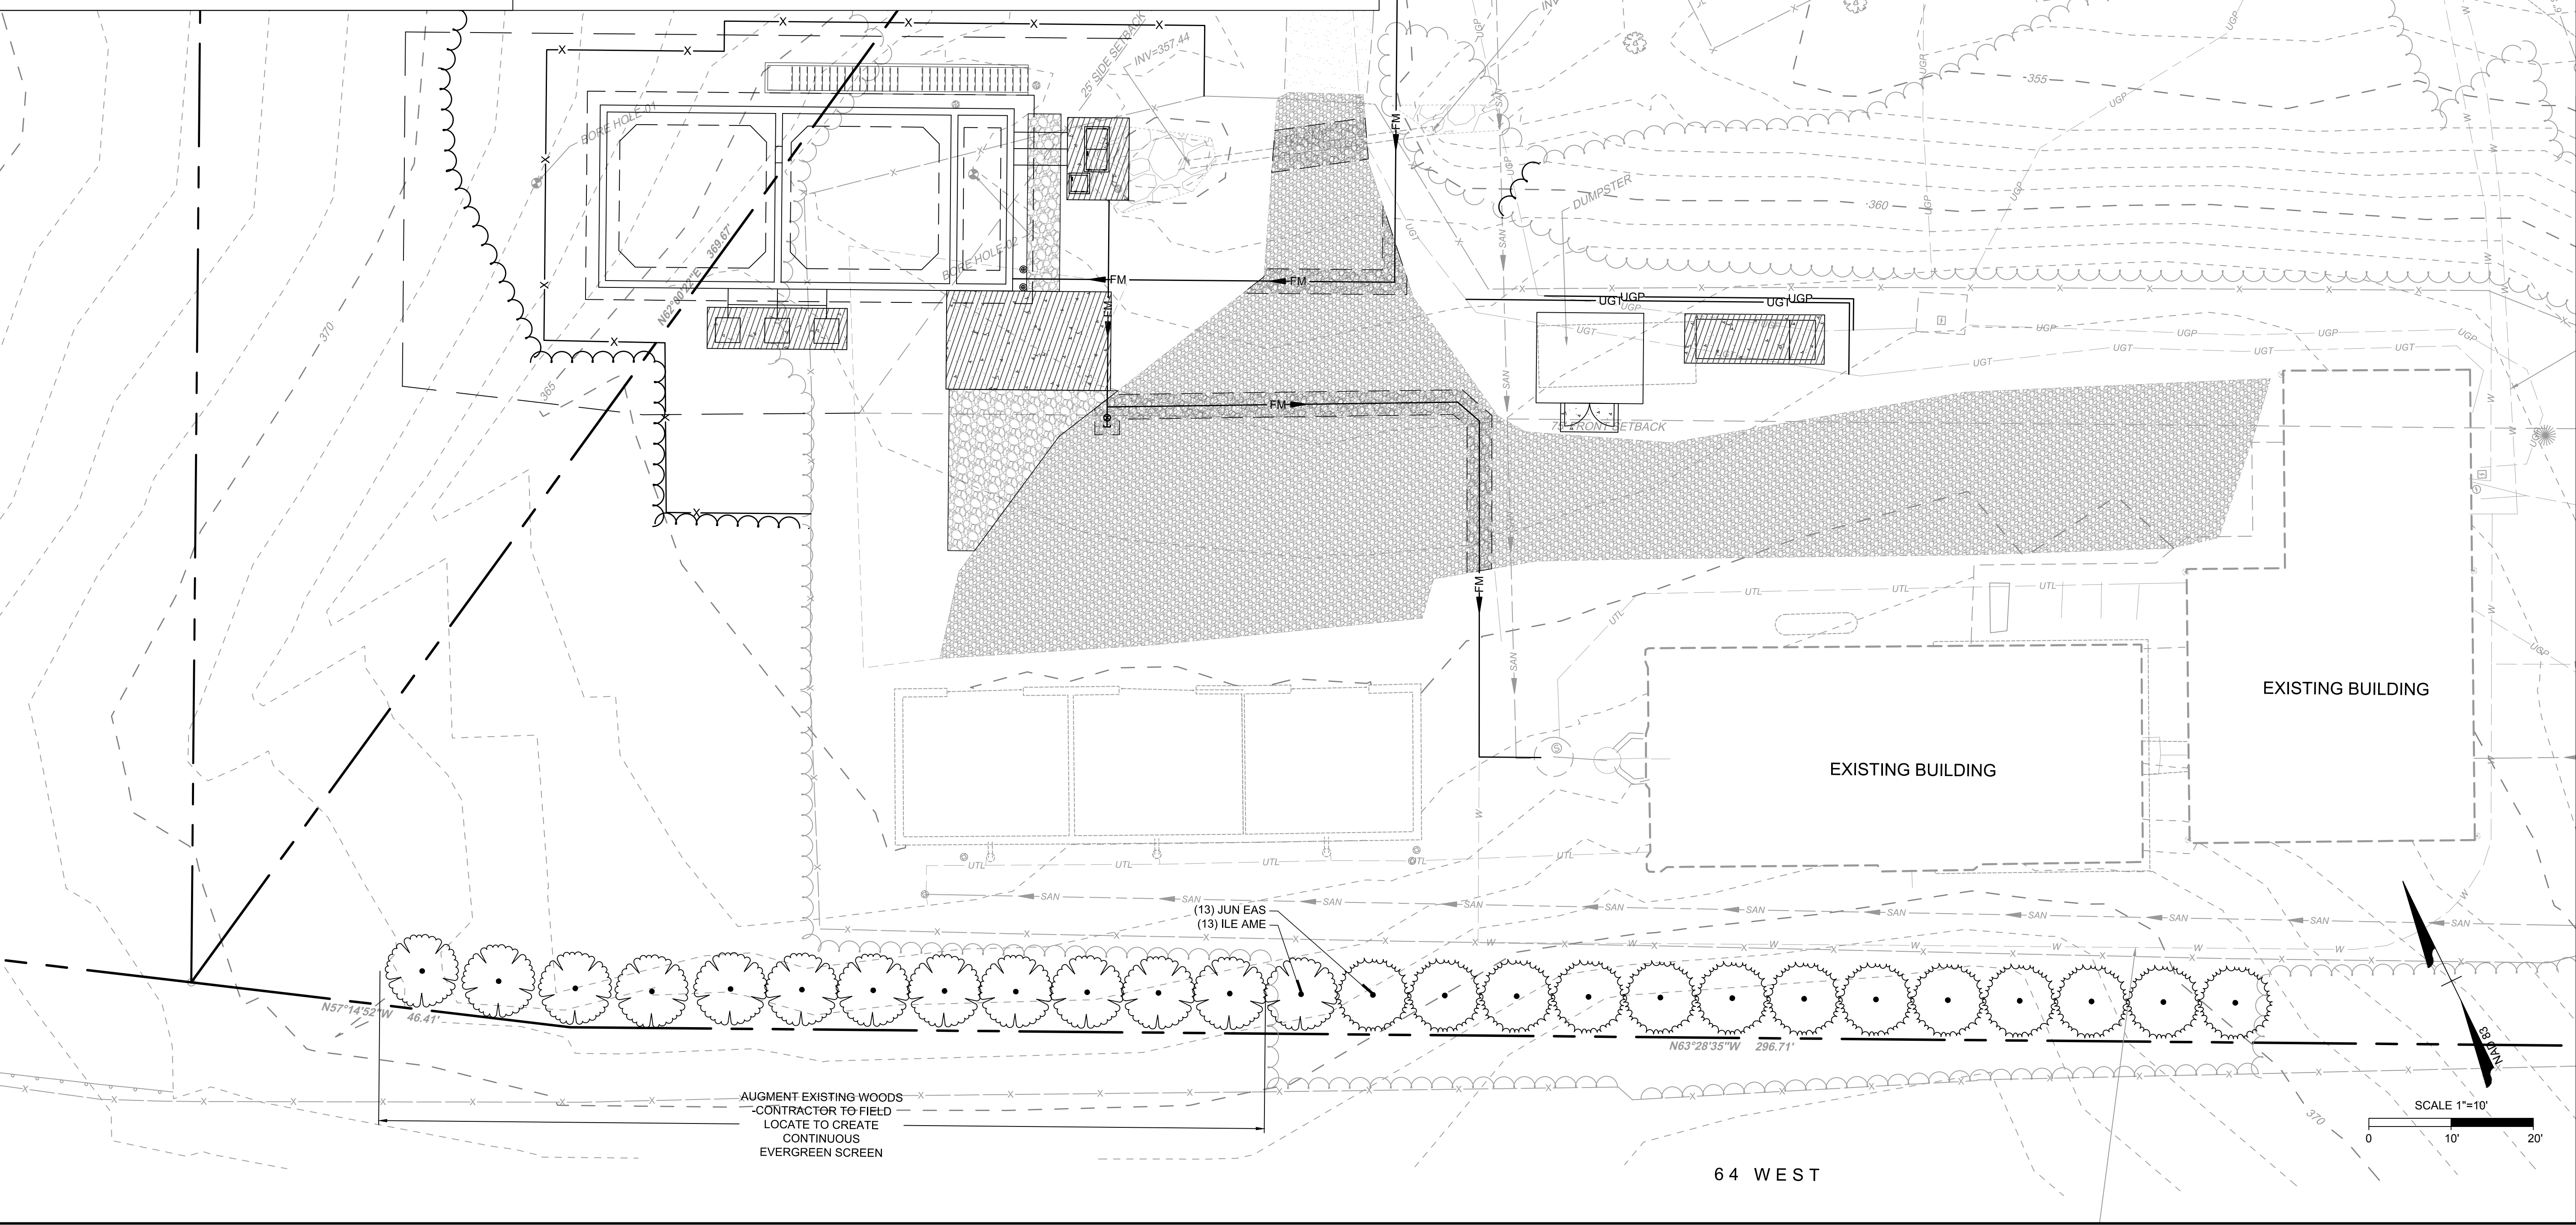 INV=357.44
25' SIDE SETBACK
BORE HOLE-01
BORE HOLE-02
N62°00'22"E 369.67'
370
365
355
360
DUMPSTER
75' FRONT SETBACK
X
FM
FM
FM
FM
FM
FM
UGT
UGP
UGT
UGP
SAN
UTL
W
EXISTING BUILDING
EXISTING BUILDING
(13) JUN EAS
(13) ILE AME
N57°14'52"W 46.41'
N63°28'35"W 296.71'
AUGMENT EXISTING WOODS
-CONTRACTOR TO FIELD
LOCATE TO CREATE
CONTINUOUS
EVERGREEN SCREEN
NAD 83
370
SCALE 1"=10'
0 10' 20'
64 WEST